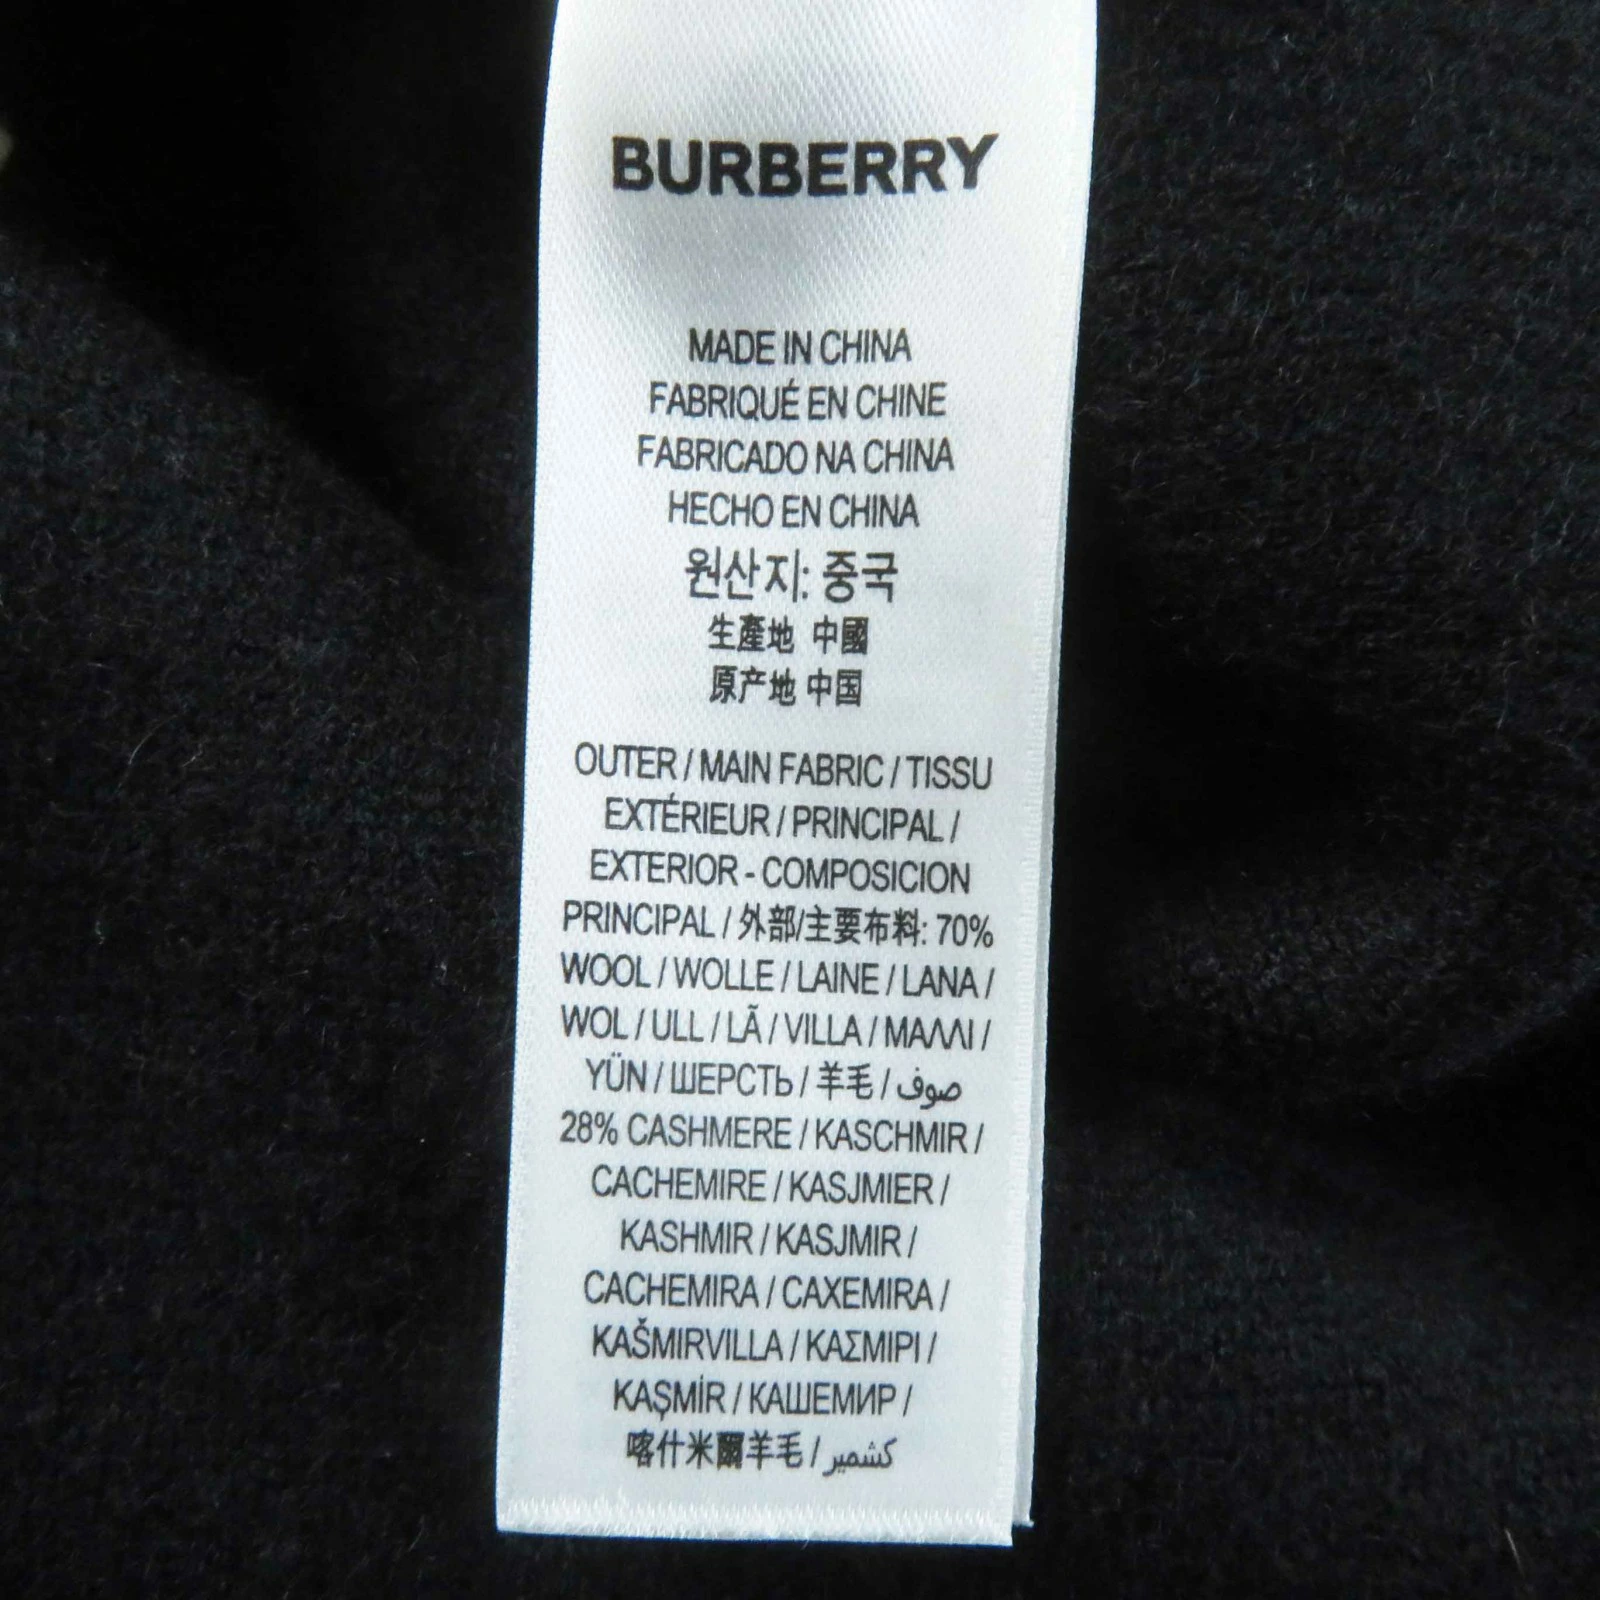 BURBERRY
MADE IN CHINA
FABRIQUÉ EN CHINE
FABRICADO NA CHINA
HECHO EN CHINA
원산지: 중국
生產地 中國
原产地 中国
OUTER / MAIN FABRIC / TISSU
EXTÉRIEUR / PRINCIPAL /
EXTERIOR - COMPOSICION
PRINCIPAL / 外部/主要布料: 70%
WOOL / WOLLE / LAINE / LANA /
WOL / ULL / LÃ / VILLA / ΜΑΛΛΙ /
YÜN / ШЕРСТЬ / 羊毛 / صوف
28% CASHMERE / KASCHMIR /
CACHEMIRE / KASJMIER /
KASHMIR / KASJMIR /
CACHEMIRA / CAXEMIRA /
KAŠMIRVILLA / ΚΑΣΜΙΡΙ /
KAŞMİR / КАШЕМИР /
喀什米爾羊毛 / كشمير